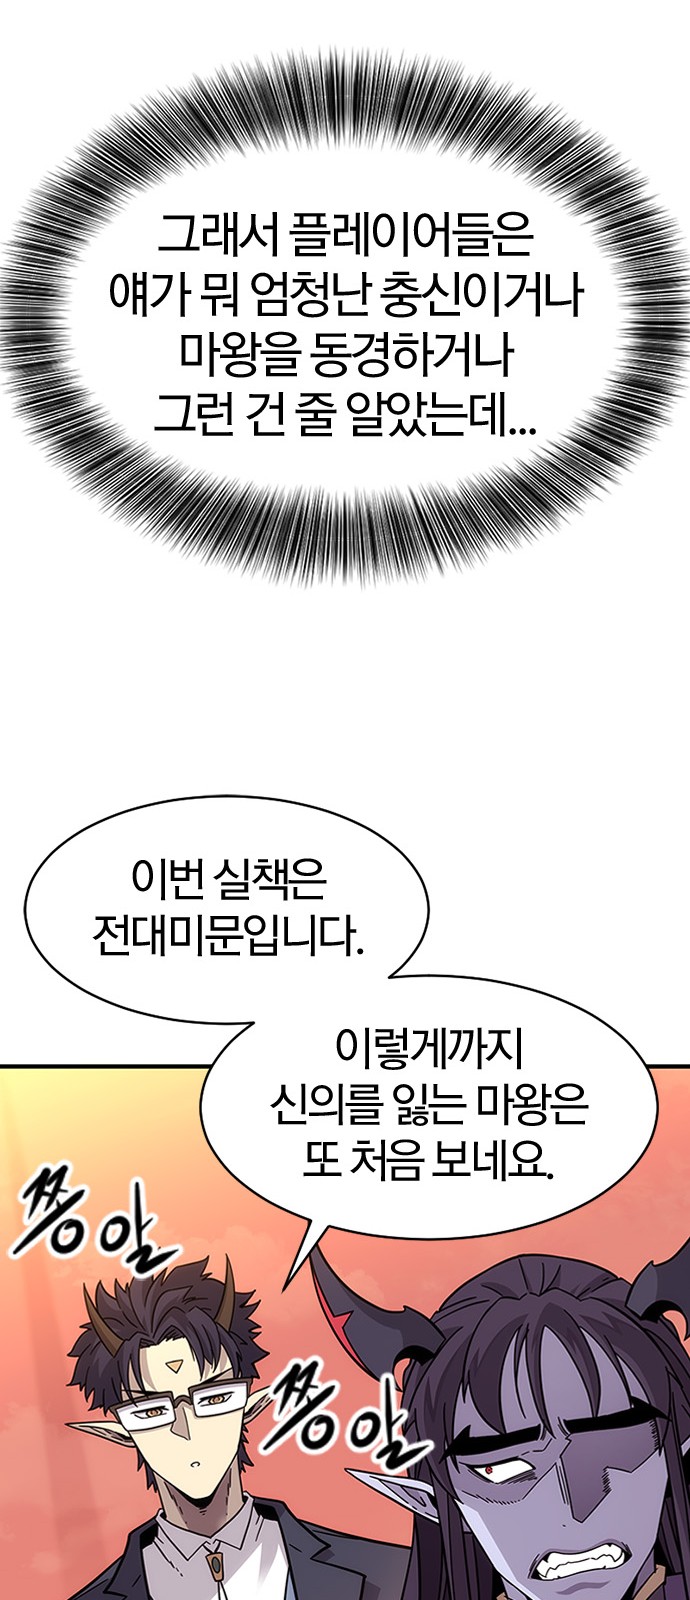 그래서 플레이어들은
얘가 뭐 엄청난 충신이거나
마왕을 동경하거나
그런 건 줄 알았는데...
이번 실책은
전대미문입니다.
이렇게까지
신의를 잃는 마왕은
또 처음 보네요.
쫑알
쫑알